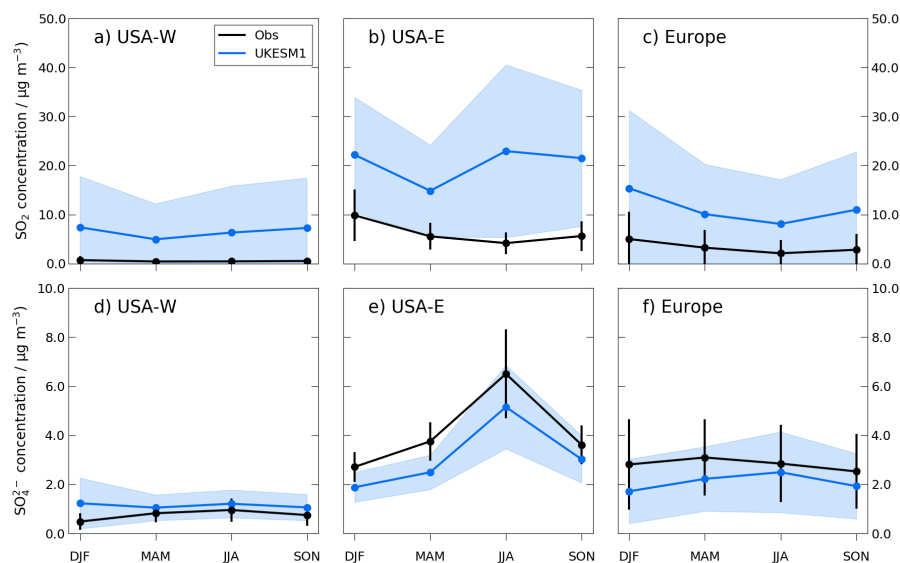 SO₂ concentration / µg m⁻³
50.0
40.0
30.0
20.0
10.0
0.0
a) USA-W
Obs
UKESM1
b) USA-E
c) Europe
50.0
40.0
30.0
20.0
10.0
0.0
SO₄²⁻ concentration / µg m⁻³
10.0
8.0
6.0
4.0
2.0
0.0
d) USA-W
e) USA-E
f) Europe
10.0
8.0
6.0
4.0
2.0
0.0
DJF MAM JJA SON
DJF MAM JJA SON
DJF MAM JJA SON